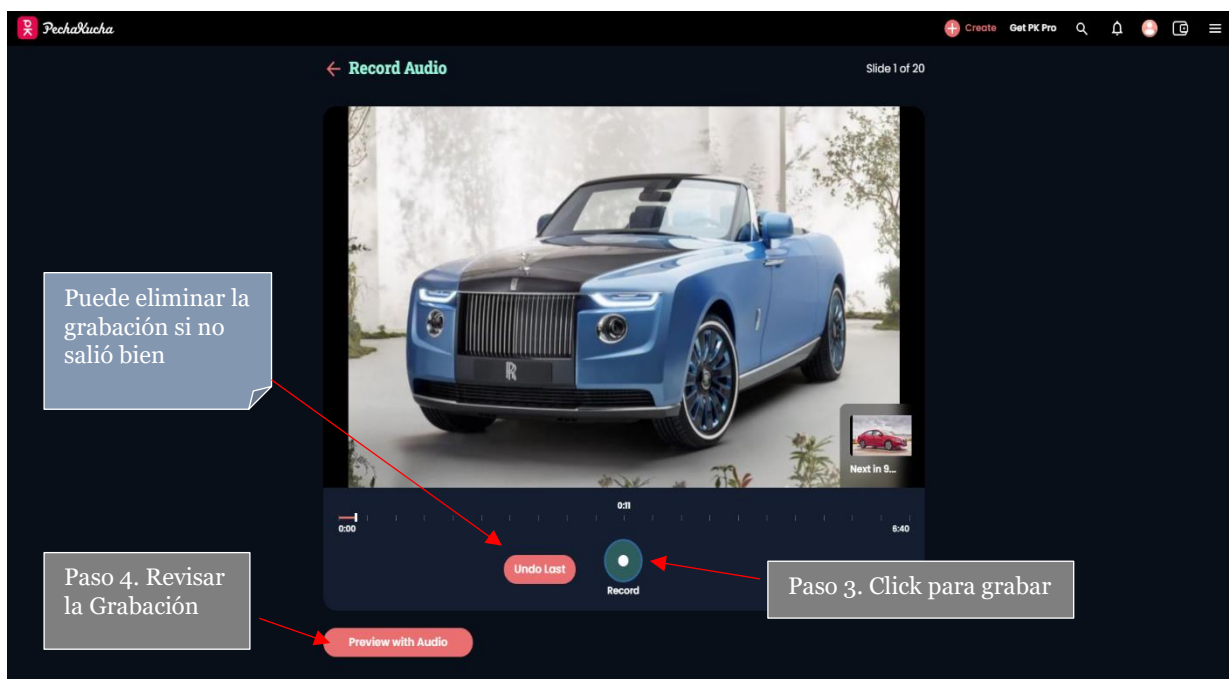 PK PechaKucha
Create Get PK Pro
Record Audio
Slide 1 of 20
Puede eliminar la
grabación si no
salió bien
R
Next in 9...
0:11
0:00
6:40
Undo Last
Record
Paso 3. Click para grabar
Paso 4. Revisar
la Grabación
Preview with Audio